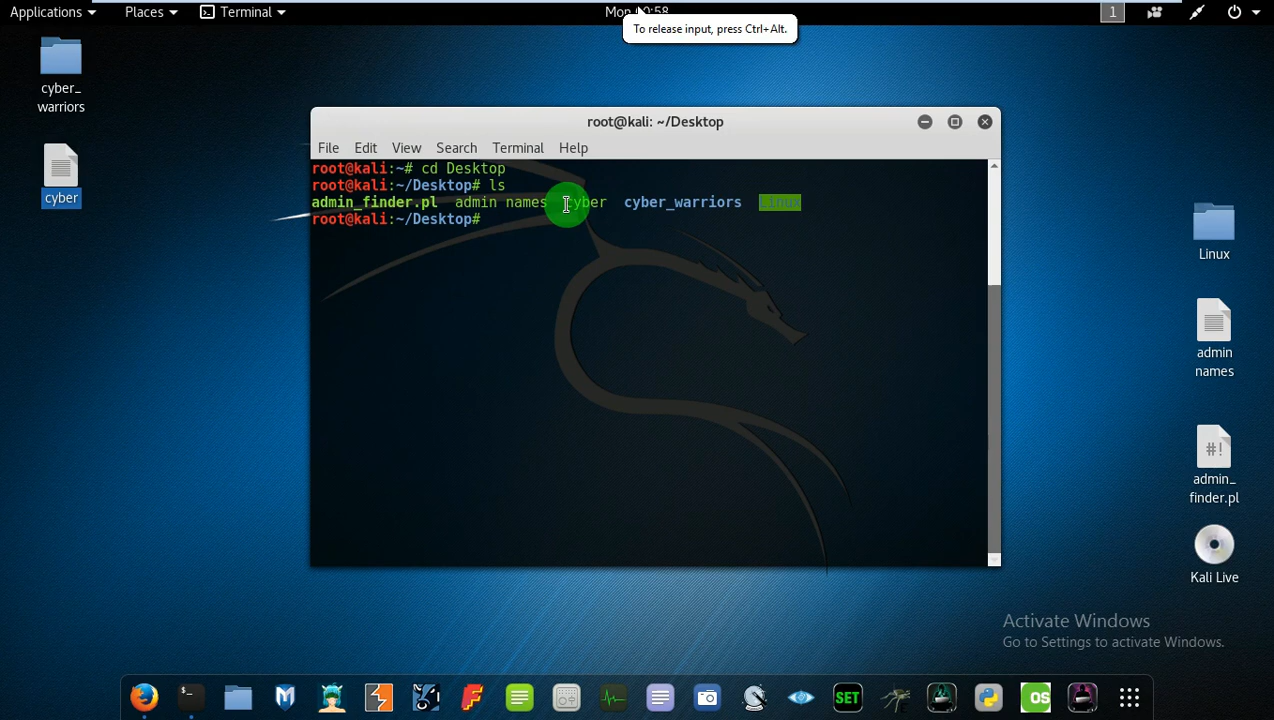 Applications Places Terminal Mon :58 1
To release input, press Ctrl+Alt.
cyber_
warriors
cyber
root@kali: ~/Desktop
File Edit View Search Terminal Help
root@kali:~# cd Desktop
root@kali:~/Desktop# ls
admin_finder.pl admin names cyber cyber_warriors Linux
root@kali:~/Desktop#
Linux
admin
names
#!
admin_
finder.pl
Kali Live
Activate Windows
Go to Settings to activate Windows.
SET
OS